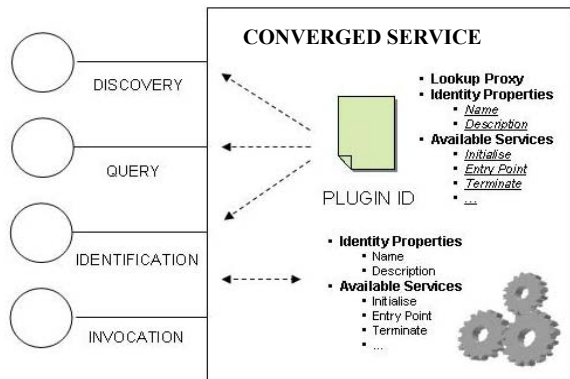 CONVERGED SERVICE
DISCOVERY
QUERY
IDENTIFICATION
INVOCATION
PLUGIN ID
▪ Lookup Proxy
▪ Identity Properties
▪ Name
▪ Description
▪ Available Services
▪ Initialise
▪ Entry Point
▪ Terminate
▪ ...
▪ Identity Properties
▪ Name
▪ Description
▪ Available Services
▪ Initialise
▪ Entry Point
▪ Terminate
▪ ...